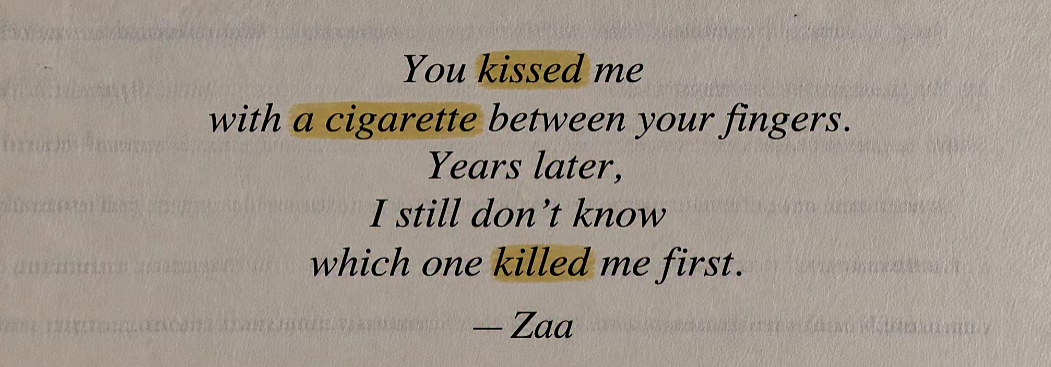 You kissed me
with a cigarette between your fingers.
Years later,
I still don’t know
which one killed me first.
— Zaa